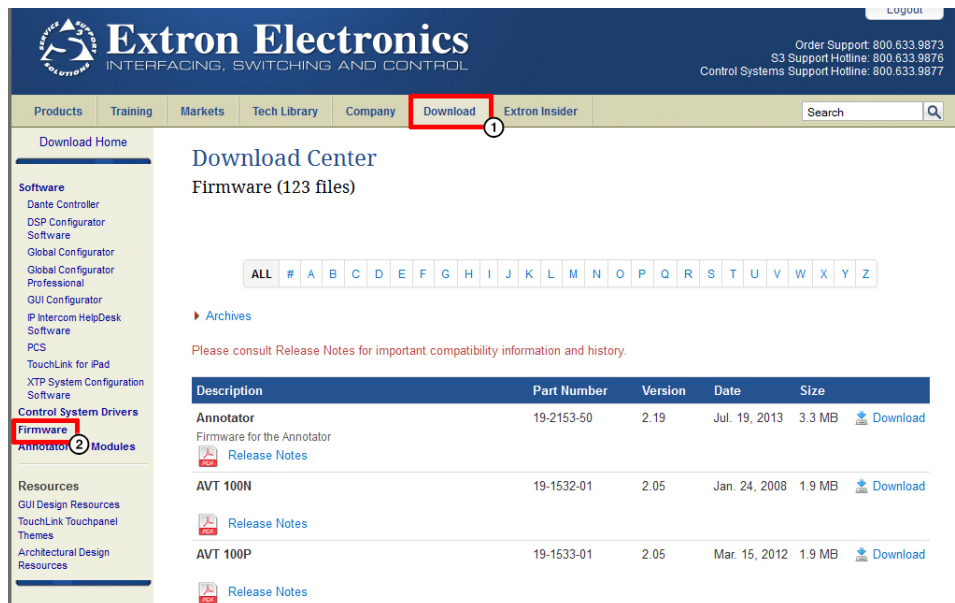 Logout
SERVICE SUPPORT SOLUTIONS
S3
Extron Electronics
INTERFACING, SWITCHING AND CONTROL
Order Support: 800.633.9873
S3 Support Hotline: 800.633.9876
Control Systems Support Hotline: 800.633.9877
Products Training Markets Tech Library Company Download Extron Insider Search
1
Download Home
Software
Dante Controller
DSP Configurator
Software
Global Configurator
Global Configurator
Professional
GUI Configurator
IP Intercom HelpDesk
Software
PCS
TouchLink for iPad
XTP System Configuration
Software
Control System Drivers
Firmware
2
Annotator Modules
Resources
GUI Design Resources
TouchLink Touchpanel
Themes
Architectural Design
Resources
Download Center
Firmware (123 files)
ALL # A B C D E F G H I J K L M N O P Q R S T U V W X Y Z
Archives
Please consult Release Notes for important compatibility information and history.
Description Part Number Version Date Size
Annotator 19-2153-50 2.19 Jul. 19, 2013 3.3 MB Download
Firmware for the Annotator
PDF Release Notes
AVT 100N 19-1532-01 2.05 Jan. 24, 2008 1.9 MB Download
PDF Release Notes
AVT 100P 19-1533-01 2.05 Mar. 15, 2012 1.9 MB Download
PDF Release Notes